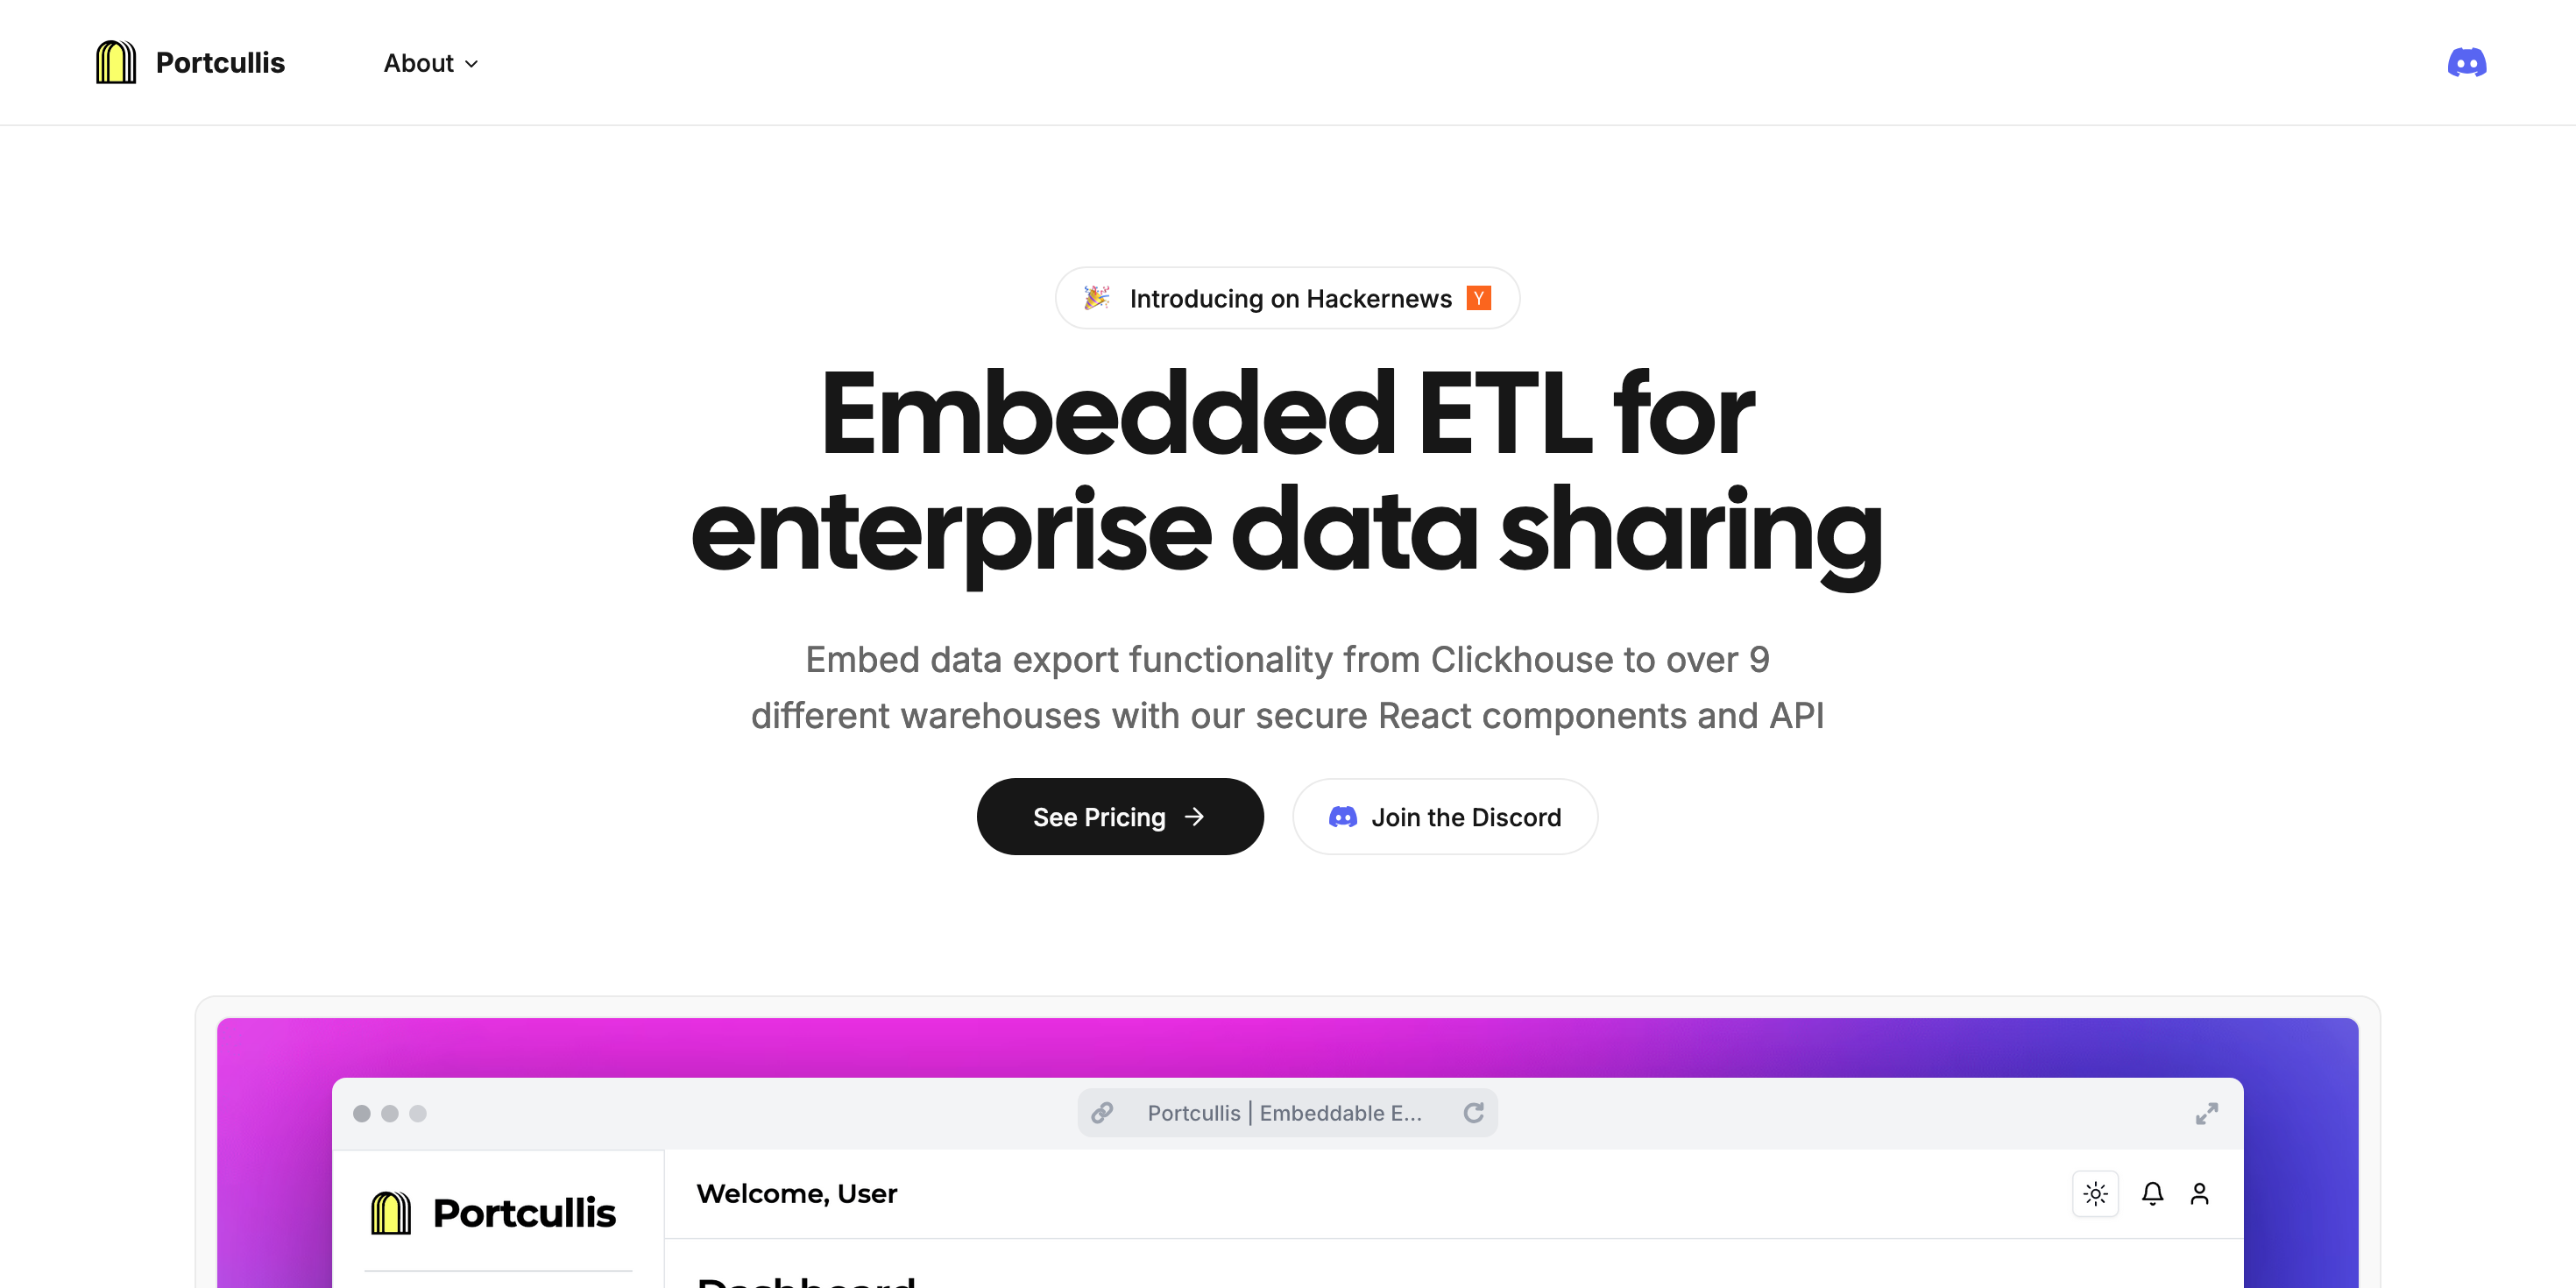 Portcullis
About
Introducing on Hackernews Y
Embedded ETL for
enterprise data sharing
Embed data export functionality from Clickhouse to over 9
different warehouses with our secure React components and API
See Pricing →
Join the Discord
Portcullis | Embeddable E...
Portcullis
Welcome, User
Dashboard